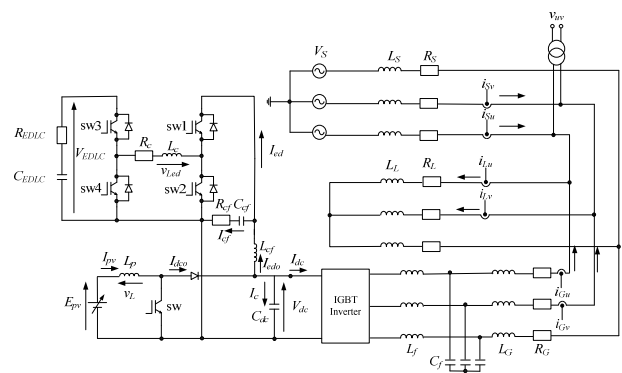 v_uv
V_S
L_S
R_S
i_Sv
i_Su
sw3
sw1
R_EDLC
V_EDLC
R_c
L_c
I_ed
C_EDLC
sw4
v_Led
sw2
L_L
R_L
i_Lu
i_Lv
R_cf
C_cf
I_cf
L_cf
I_pv
L_p
I_dco
I_edo
I_dc
v_L
I_c
E_pv
sw
C_dc
V_dc
IGBT
Inverter
i_Gu
i_Gv
L_f
C_f
L_G
R_G